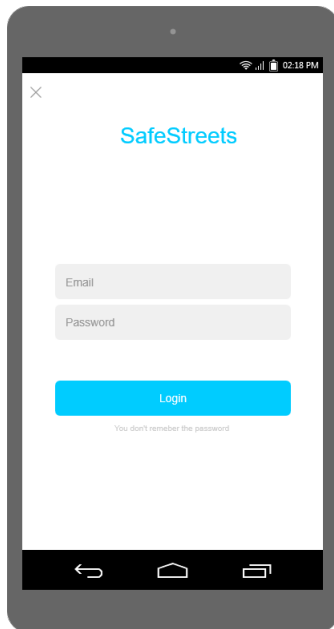 02:18 PM
SafeStreets
Email
Password
Login
You don't remeber the password